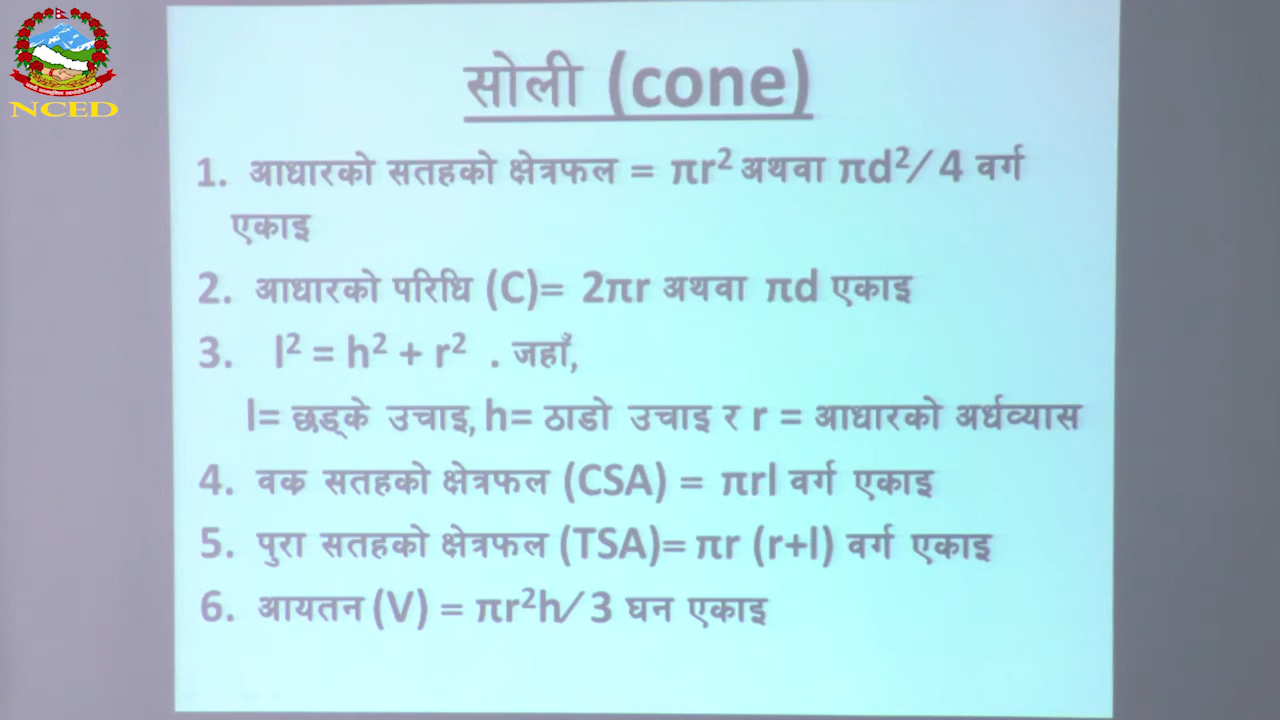 NCED
सोली (cone)
1. आधारको सतहको क्षेत्रफल = πr² अथवा πd²/ 4 वर्ग
एकाइ
2. आधारको परिधि (C)= 2πr अथवा πd एकाइ
3. l² = h² + r² . जहाँ,
l= छड्के उचाइ, h= ठाडो उचाइ र r = आधारको अर्धव्यास
4. वक्र सतहको क्षेत्रफल (CSA) = πrl वर्ग एकाइ
5. पुरा सतहको क्षेत्रफल (TSA)= πr (r+l) वर्ग एकाइ
6. आयतन (V) = πr²h/ 3 घन एकाइ